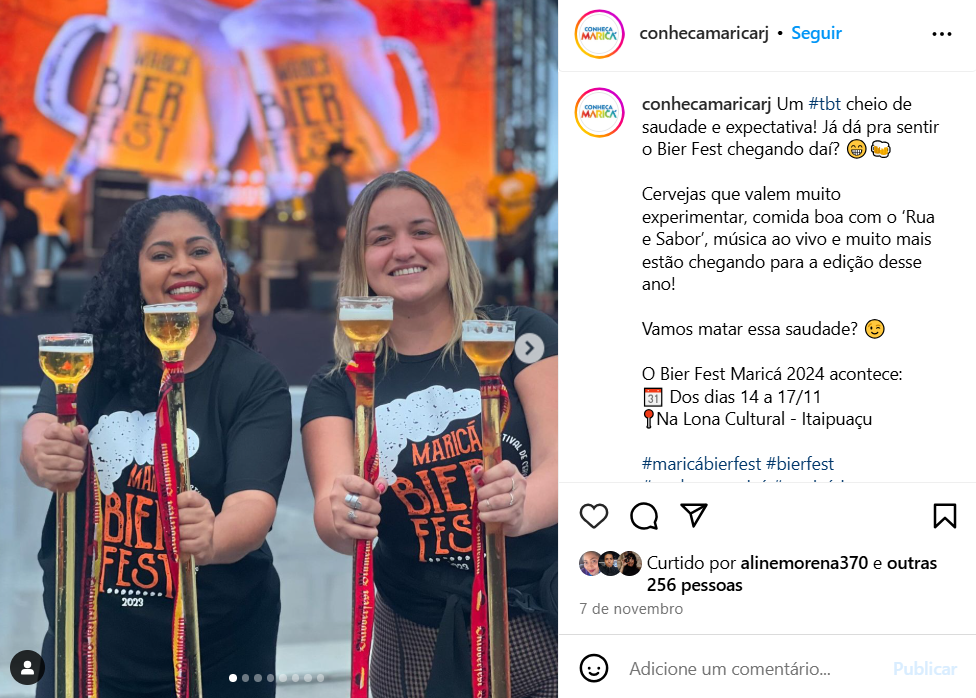 MARICÁ
BIER
FEST
MARICÁ
BIER
FEST
BIER
FEST
2023
MARICÁ
BIER
FEST
CONHEÇA
MARICÁ
conhecamaricarj • Seguir
CONHEÇA
MARICÁ
conhecamaricarj Um #tbt cheio de
saudade e expectativa! Já dá pra sentir
o Bier Fest chegando daí? 😁🍻
Cervejas que valem muito
experimentar, comida boa com o ‘Rua
e Sabor’, música ao vivo e muito mais
estão chegando para a edição desse
ano!
Vamos matar essa saudade? 😉
O Bier Fest Maricá 2024 acontece:
📅 Dos dias 14 a 17/11
📍Na Lona Cultural - Itaipuaçu
#maricábierfest #bierfest
Curtido por alinemorena370 e outras
256 pessoas
7 de novembro
Adicione um comentário... Publicar